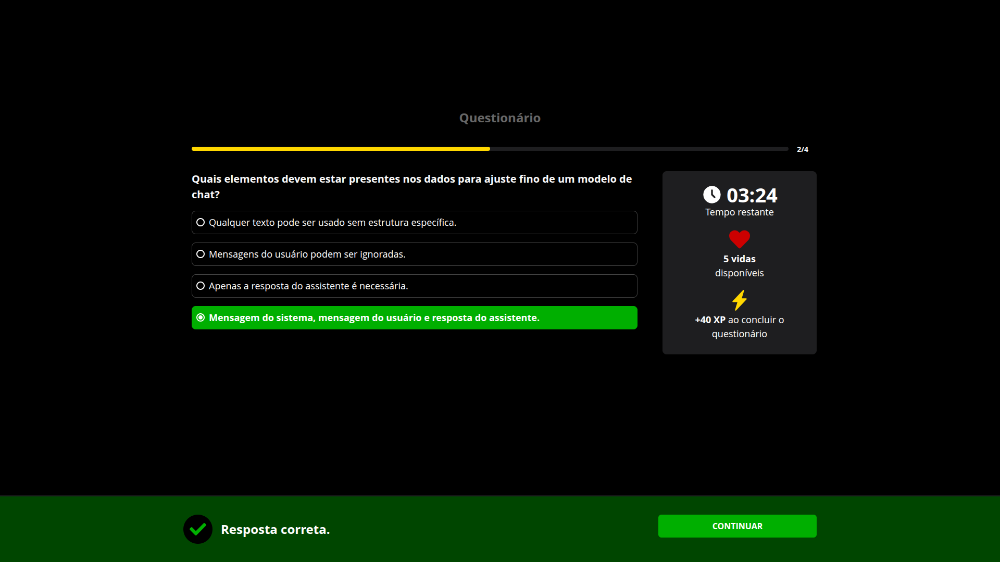 Questionário
2/4
Quais elementos devem estar presentes nos dados para ajuste fino de um modelo de
chat?
Qualquer texto pode ser usado sem estrutura específica.
Mensagens do usuário podem ser ignoradas.
Apenas a resposta do assistente é necessária.
Mensagem do sistema, mensagem do usuário e resposta do assistente.
03:24
Tempo restante
5 vidas
disponíveis
+40 XP ao concluir o
questionário
Resposta correta.
CONTINUAR